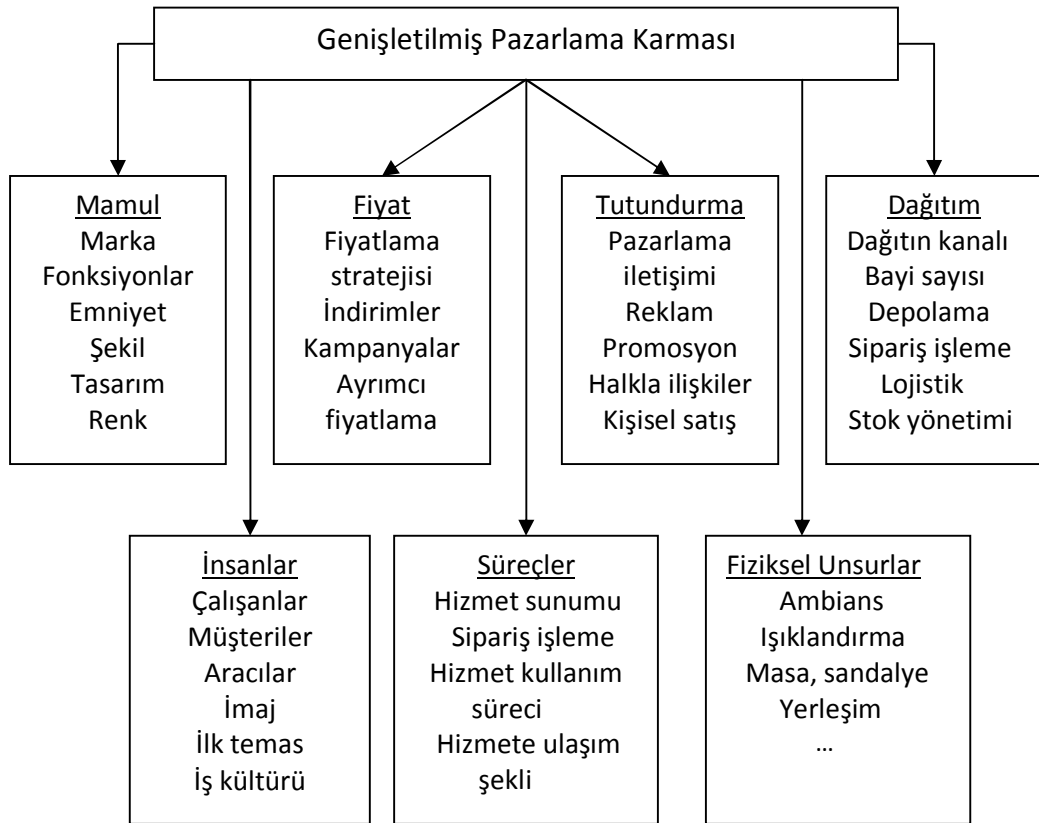 Genişletilmiş Pazarlama Karması
Mamul
Marka
Fonksiyonlar
Emniyet
Şekil
Tasarım
Renk
Fiyat
Fiyatlama
stratejisi
İndirimler
Kampanyalar
Ayrımcı
fiyatlama
Tutundurma
Pazarlama
iletişimi
Reklam
Promosyon
Halkla ilişkiler
Kişisel satış
Dağıtım
Dağıtın kanalı
Bayi sayısı
Depolama
Sipariş işleme
Lojistik
Stok yönetimi
İnsanlar
Çalışanlar
Müşteriler
Aracılar
İmaj
İlk temas
İş kültürü
Süreçler
Hizmet sunumu
Sipariş işleme
Hizmet kullanım
süreci
Hizmete ulaşım
şekli
Fiziksel Unsurlar
Ambians
Işıklandırma
Masa, sandalye
Yerleşim
...